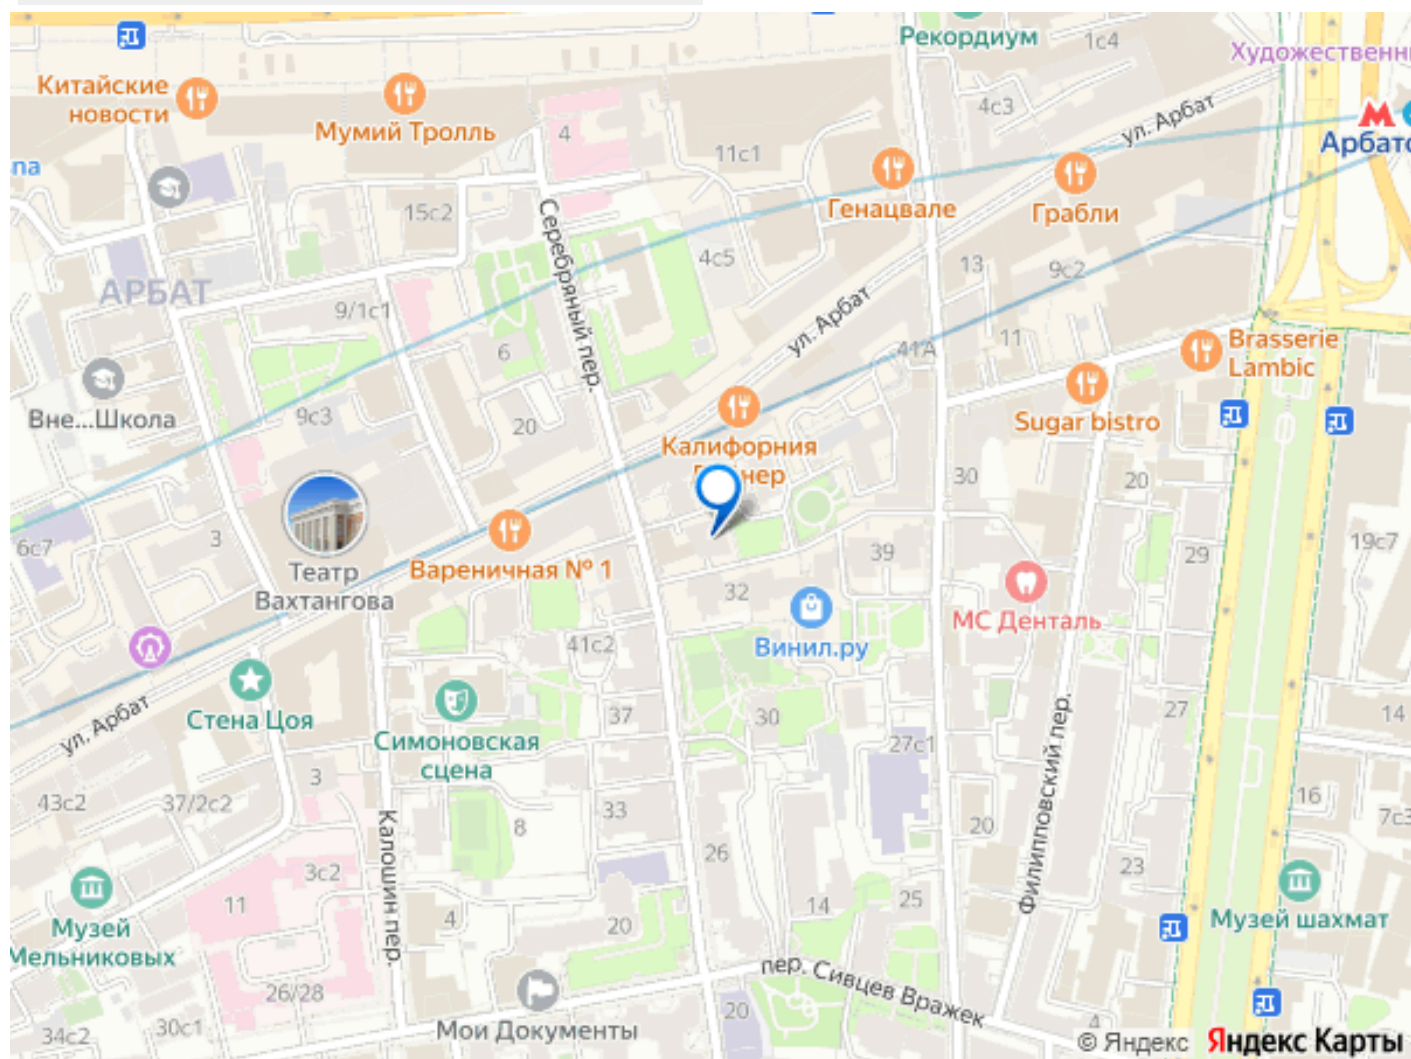 Рекордиум
1с4
Художественн
Китайские
новости
Мумий Тролль
4
11с1
4с3
ул. Арбат
Арбатс
na
15с2
Серебряный пер.
Генацвале
Грабли
4с5
13
9с2
АРБАТ
9/1с1
6
ул. Арбат
41А
11
Brasserie
Lambic
Вне...Школа
9с3
20
Калифорния
нер
Sugar bistro
30
20
6с7
3
Театр
Вахтангова
Вареничная № 1
32
39
29
19с7
МС Денталь
Винил.ру
41с2
ул. Арбат
Стена Цоя
Симоновская
сцена
37
30
27с1
27
14
Филипповский пер.
43с2
37/2с2
3
Калошин пер.
8
33
20
16
7с3
3с2
26
23
11
4
20
14
25
Музей
Мельниковых
Музей шахмат
26/28
пер. Сивцев Вражек
34с2
30с1
Мои Документы
20
4
© Яндекс
Яндекс Карты